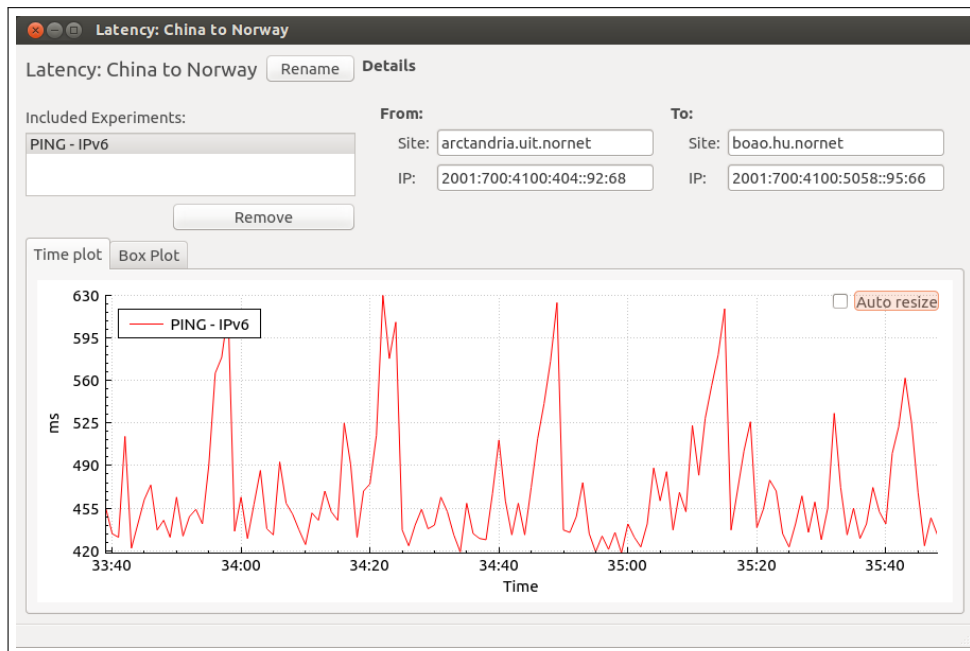 Latency: China to Norway
Latency: China to Norway Rename Details
Included Experiments:
PING - IPv6
Remove
From:
Site: arctandria.uit.nornet
IP: 2001:700:4100:404::92:68
To:
Site: boao.hu.nornet
IP: 2001:700:4100:5058::95:66
Time plot Box Plot
Auto resize
PING - IPv6
ms
630
595
560
525
490
455
420
33:40 34:00 34:20 34:40 35:00 35:20 35:40
Time